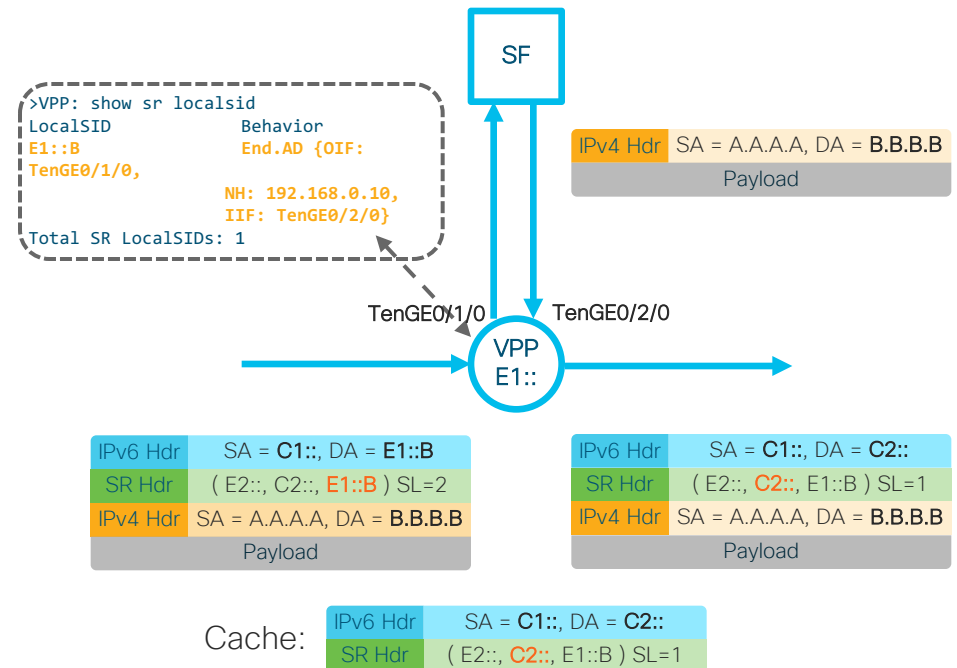 SF
>VPP: show sr localsid
LocalSID Behavior
E1::B End.AD {OIF:
TenGE0/1/0,
NH: 192.168.0.10,
IIF: TenGE0/2/0}
Total SR LocalSIDs: 1
IPv4 Hdr SA = A.A.A.A, DA = B.B.B.B
Payload
TenGE0/1/0 TenGE0/2/0
VPP
E1::
IPv6 Hdr SA = C1::, DA = E1::B
SR Hdr ( E2::, C2::, E1::B ) SL=2
IPv4 Hdr SA = A.A.A.A, DA = B.B.B.B
Payload
IPv6 Hdr SA = C1::, DA = C2::
SR Hdr ( E2::, C2::, E1::B ) SL=1
IPv4 Hdr SA = A.A.A.A, DA = B.B.B.B
Payload
Cache:
IPv6 Hdr SA = C1::, DA = C2::
SR Hdr ( E2::, C2::, E1::B ) SL=1